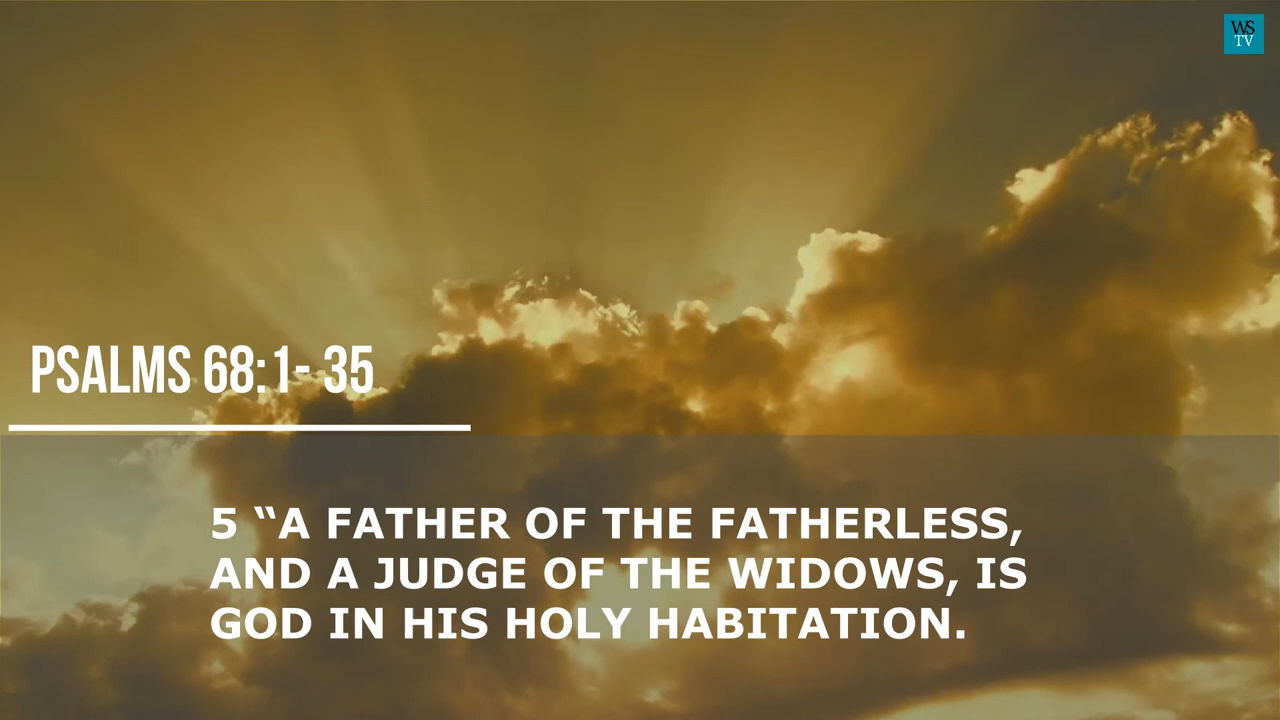 WS
TV
PSALMS 68:1- 35
5 “A FATHER OF THE FATHERLESS,
AND A JUDGE OF THE WIDOWS, IS
GOD IN HIS HOLY HABITATION.